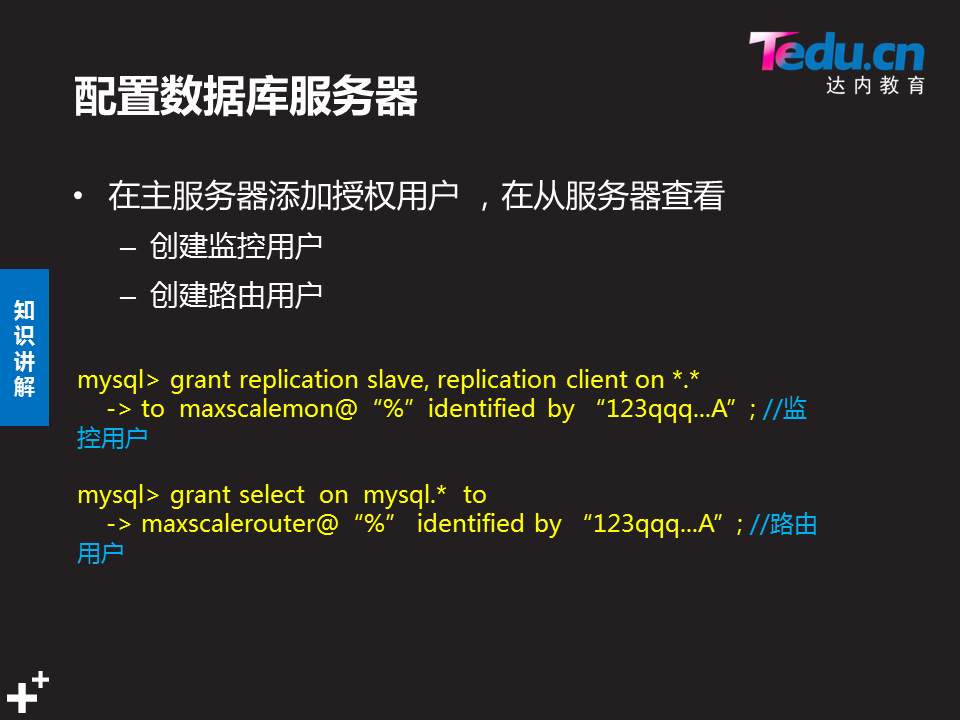 Tedu.cn
达内教育
配置数据库服务器
• 在主服务器添加授权用户 ，在从服务器查看
– 创建监控用户
– 创建路由用户
知
识
讲
解
mysql> grant replication slave, replication client on *.*
-> to maxscalemon@“%”identified by “123qqq...A”; //监
控用户
mysql> grant select on mysql.* to
-> maxscalerouter@“%” identified by “123qqq...A”; //路由
用户